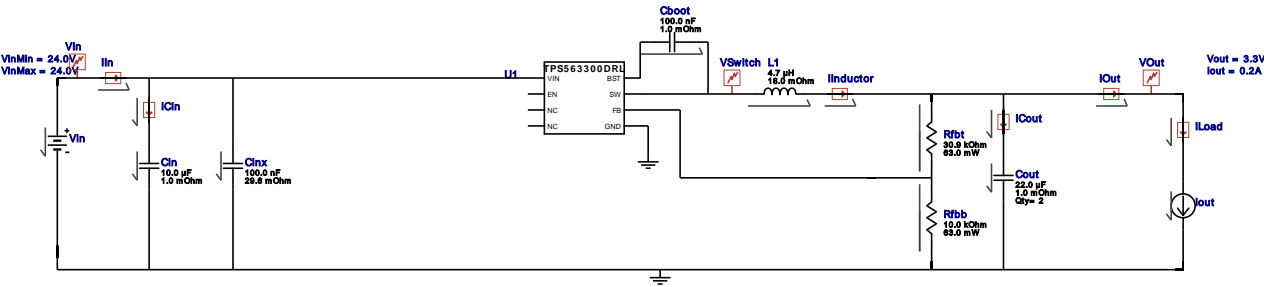 VinMin = 24.0V
VinMax = 24.0V
Vin
Iin
ICin
Vin
Cin
10.0 µF
1.0 mOhm
Cinx
100.0 nF
29.6 mOhm
U1
TPS563300DRL
VIN
EN
NC
NC
BST
SW
FB
GND
Cboot
100.0 nF
1.0 mOhm
VSwitch
L1
4.7 µH
16.0 mOhm
IInductor
Rfbt
30.9 kOhm
63.0 mW
Rfbb
10.0 kOhm
63.0 mW
ICout
Cout
22.0 µF
1.0 mOhm
Qty= 2
IOut
VOut
Vout = 3.3V
Iout = 0.2A
ILoad
Iout